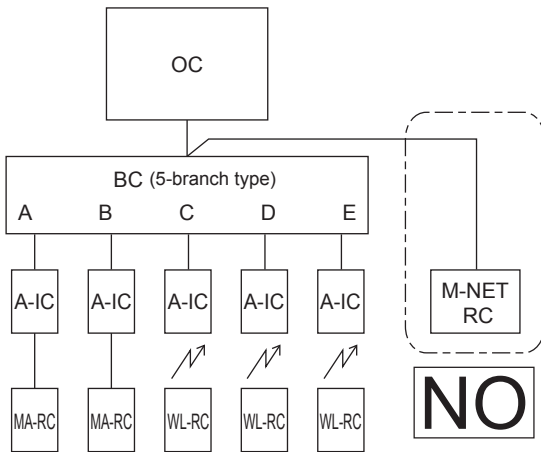 OC
BC (5-branch type)
A B C D E
A-IC A-IC A-IC A-IC A-IC
M-NET
RC
MA-RC MA-RC WL-RC WL-RC WL-RC
NO